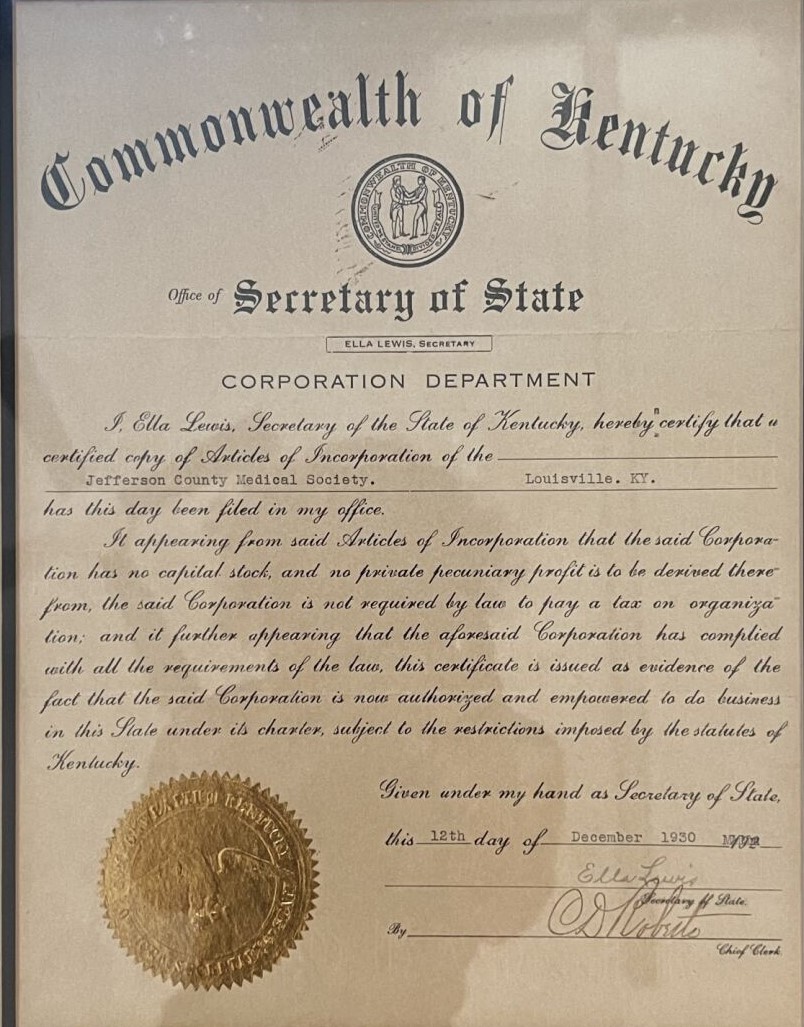 Commonwealth of Kentucky
COMMONWEALTH OF KENTUCKY
Office of Secretary of State
ELLA LEWIS, SECRETARY
CORPORATION DEPARTMENT
I, Ella Lewis, Secretary of the State of Kentucky, hereby certify that a
certified copy of Articles of Incorporation of the
Jefferson County Medical Society. Louisville. KY.
has this day been filed in my office.
It appearing from said Articles of Incorporation that the said Corpora-
tion has no capital stock, and no private pecuniary profit is to be derived there-
from, the said Corporation is not required by law to pay a tax on organiza-
tion; and it further appearing that the aforesaid Corporation has complied
with all the requirements of the law, this certificate is issued as evidence of the
fact that the said Corporation is now authorized and empowered to do business
in this State under its charter, subject to the restrictions imposed by the statutes of
Kentucky.
Given under my hand as Secretary of State,
this 12th day of December 1930
Ella Lewis
Secretary of State.
By C D Roberts
Chief Clerk.